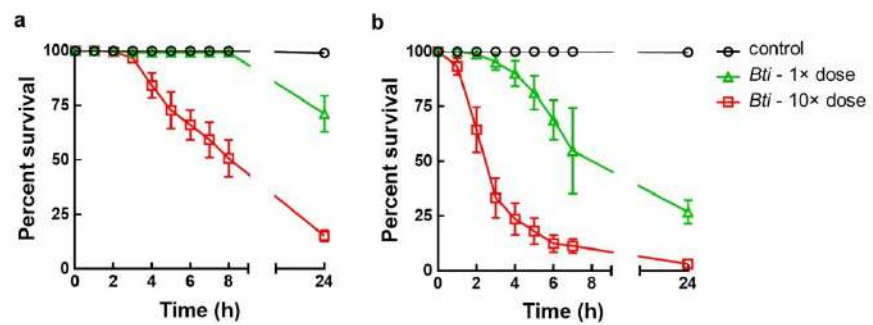 a
100
75
50
25
0
Percent survival
0 2 4 6 8 24
Time (h)
b
100
75
50
25
0
Percent survival
0 2 4 6 8 24
Time (h)
control
Bti - 1× dose
Bti - 10× dose